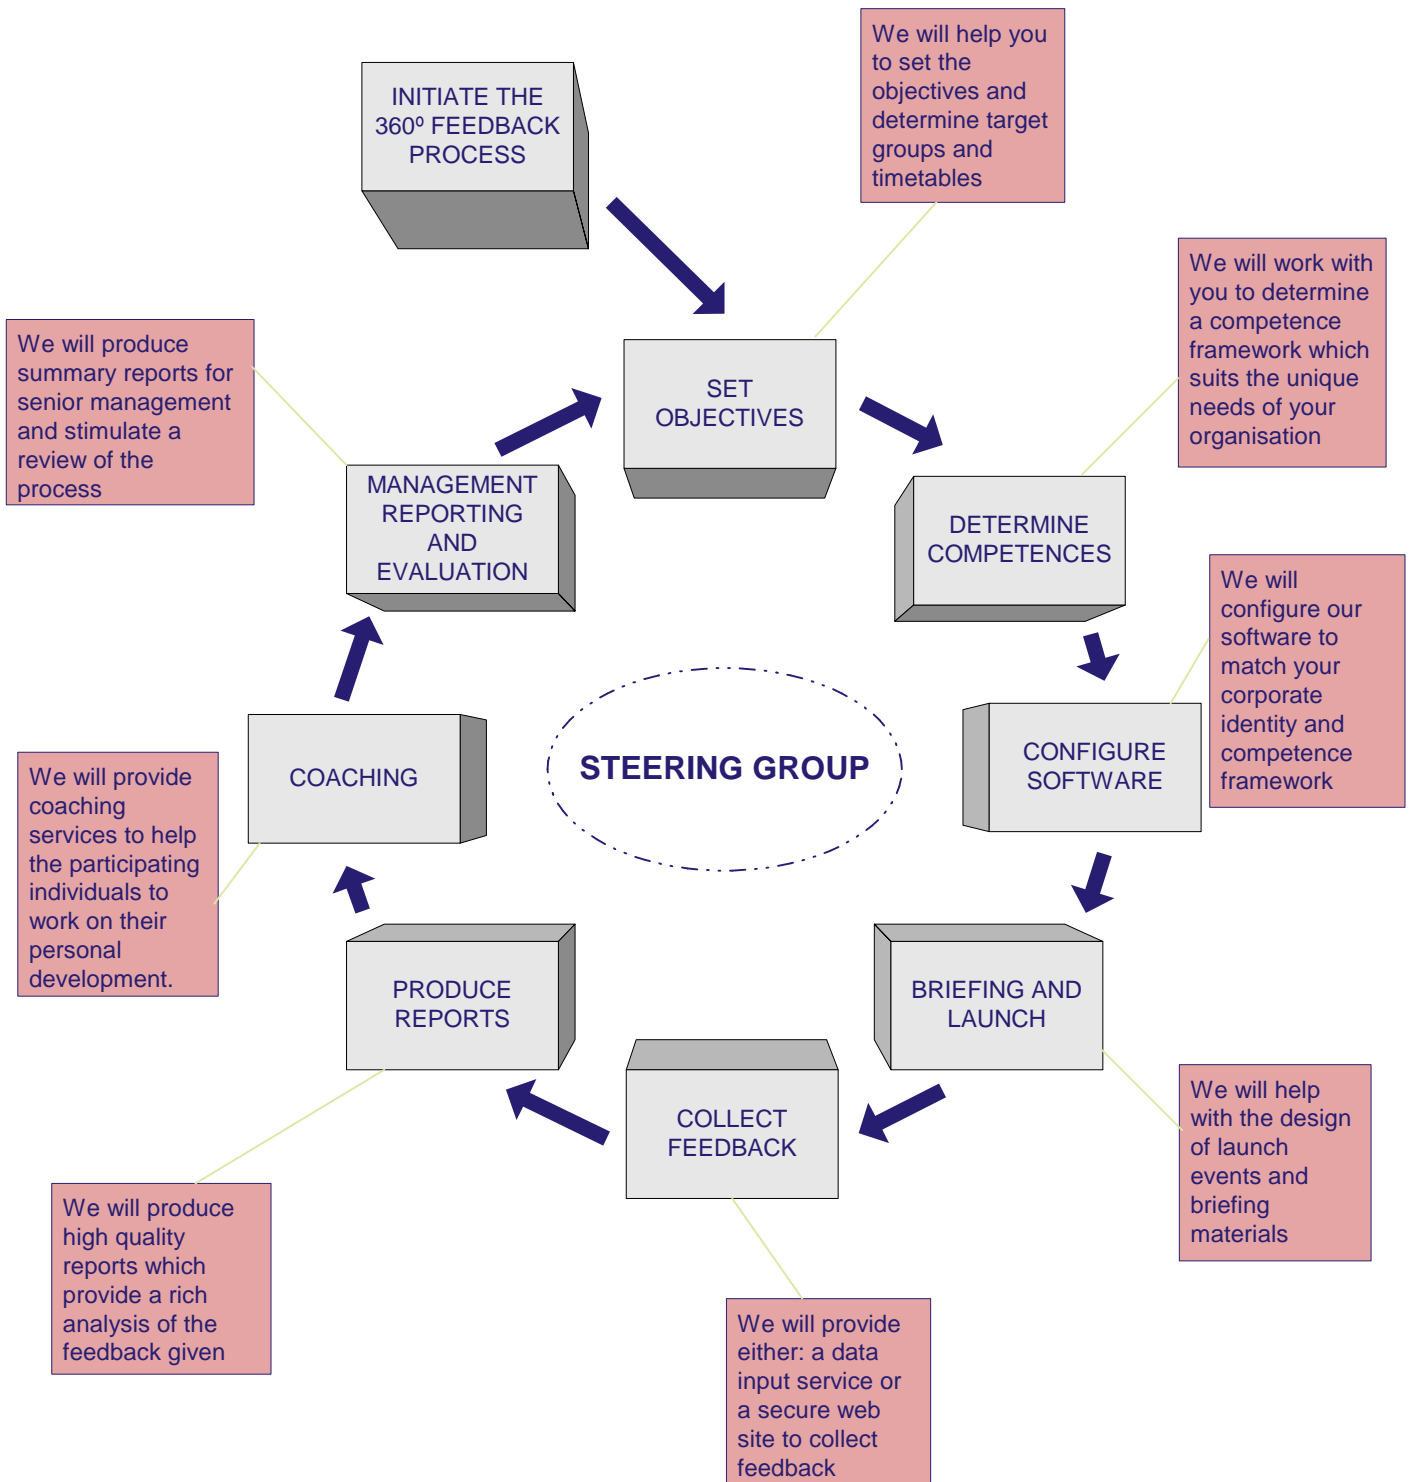 INITIATE THE
360º FEEDBACK
PROCESS
We will help you
to set the
objectives and
determine target
groups and
timetables
SET
OBJECTIVES
We will work with
you to determine
a competence
framework which
suits the unique
needs of your
organisation
DETERMINE
COMPETENCES
We will
configure our
software to
match your
corporate
identity and
competence
framework
CONFIGURE
SOFTWARE
BRIEFING AND
LAUNCH
We will help
with the design
of launch
events and
briefing
materials
COLLECT
FEEDBACK
We will provide
either: a data
input service or
a secure web
site to collect
feedback
PRODUCE
REPORTS
We will produce
high quality
reports which
provide a rich
analysis of the
feedback given
COACHING
We will provide
coaching
services to help
the participating
individuals to
work on their
personal
development.
MANAGEMENT
REPORTING
AND
EVALUATION
We will produce
summary reports for
senior management
and stimulate a
review of the
process
STEERING GROUP